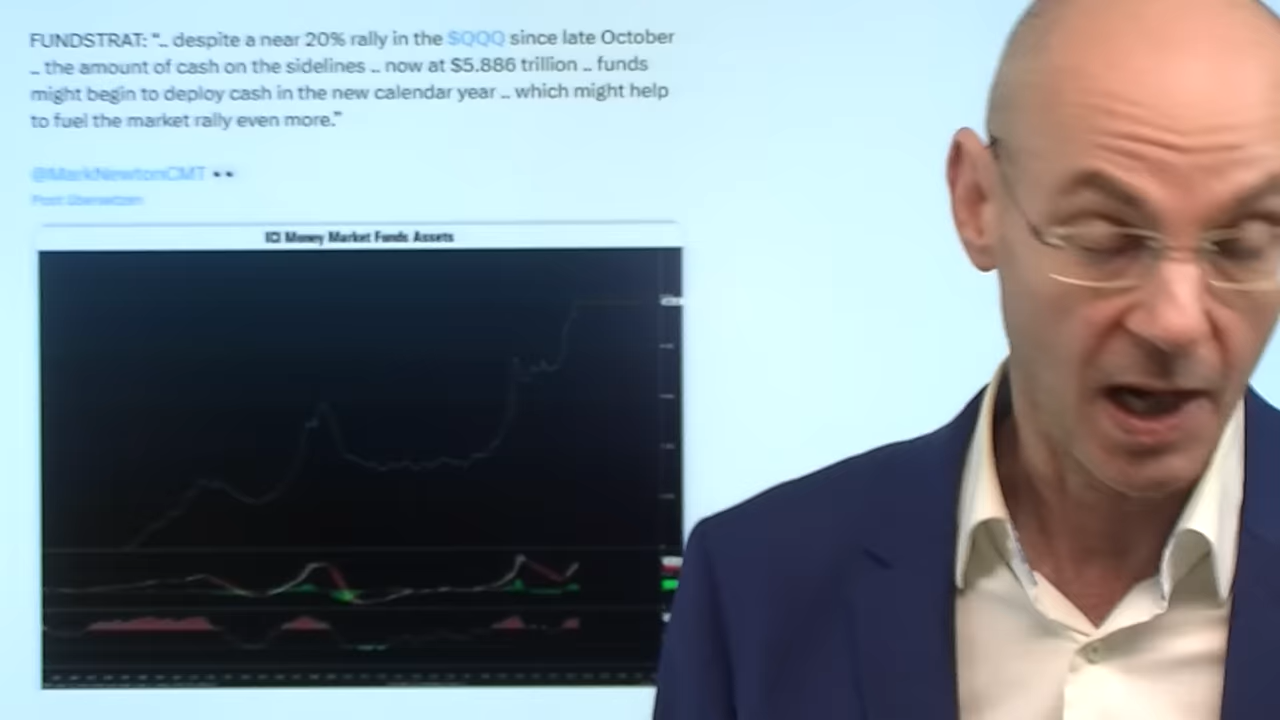 FUNDSTRAT: “.. despite a near 20% rally in the $QQQ since late October
.. the amount of cash on the sidelines .. now at $5.886 trillion .. funds
might begin to deploy cash in the new calendar year .. which might help
to fuel the market rally even more.”
@MarkNewtonCMT 👀
Post übersetzen
ICI Money Market Funds Assets